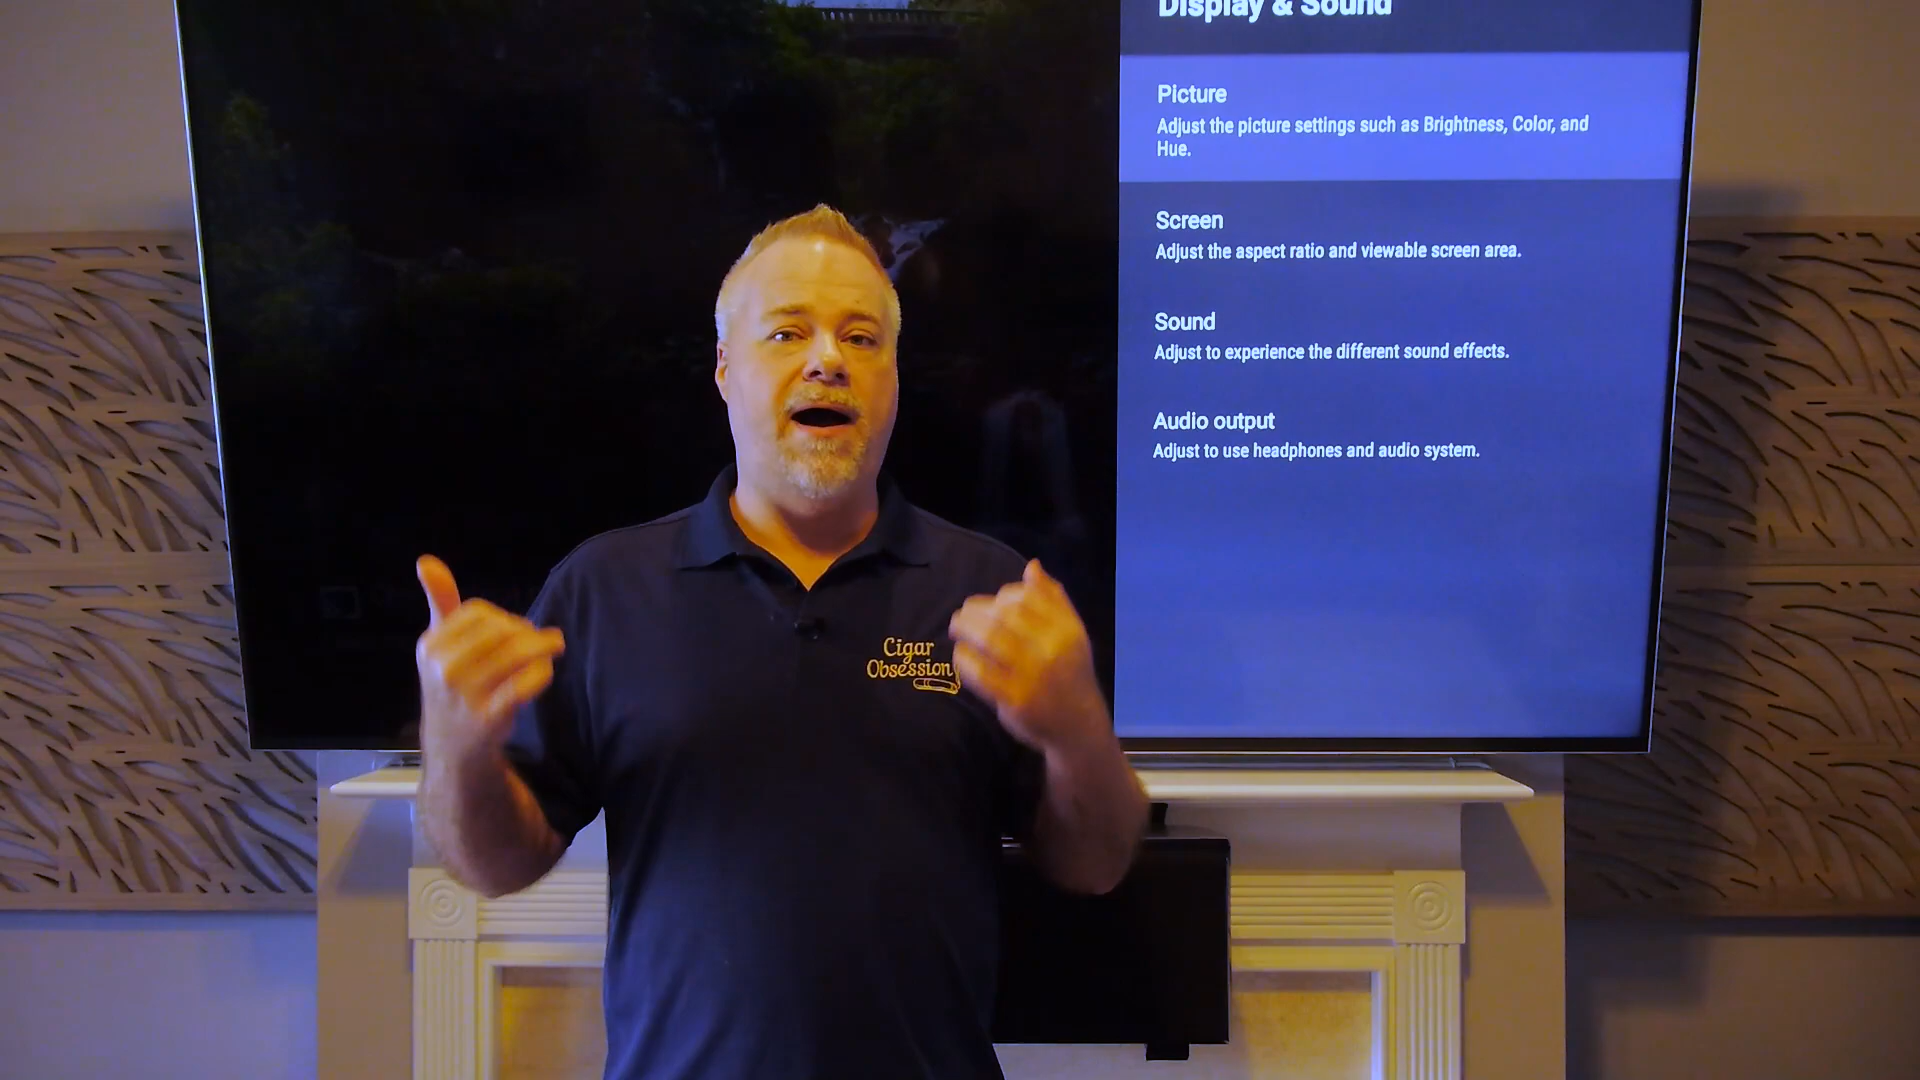 Display & Sound
Picture
Adjust the picture settings such as Brightness, Color, and
Hue.
Screen
Adjust the aspect ratio and viewable screen area.
Sound
Adjust to experience the different sound effects.
Audio output
Adjust to use headphones and audio system.
Cigar
Obsession